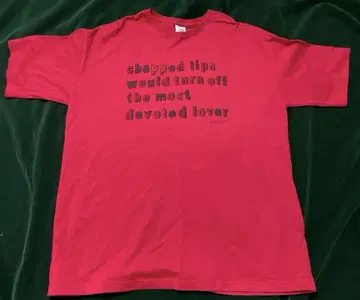 chapped lips
would turn off
the most
devoted lover